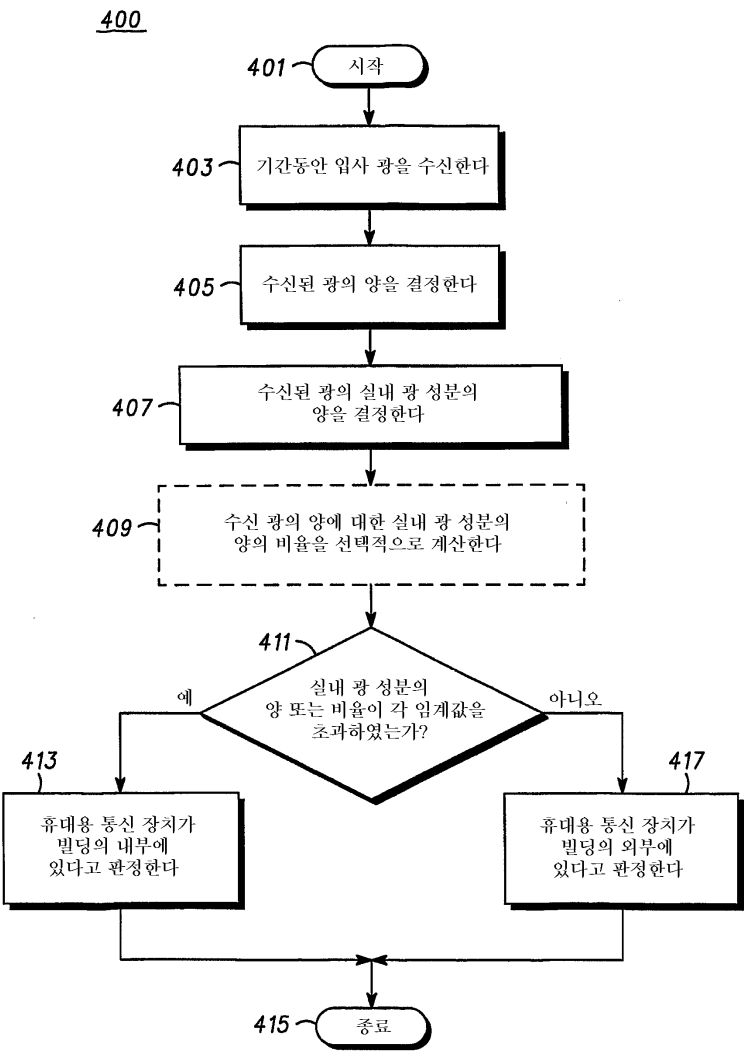 400
401
시작
403
기간동안 입사 광을 수신한다
405
수신된 광의 양을 결정한다
407
수신된 광의 실내 광 성분의
양을 결정한다
409
수신 광의 양에 대한 실내 광 성분의
양의 비율을 선택적으로 계산한다
411
실내 광 성분의
양 또는 비율이 각 임계값을
초과하였는가?
예
아니오
413
휴대용 통신 장치가
빌딩의 내부에
있다고 판정한다
417
휴대용 통신 장치가
빌딩의 외부에
있다고 판정한다
415
종료